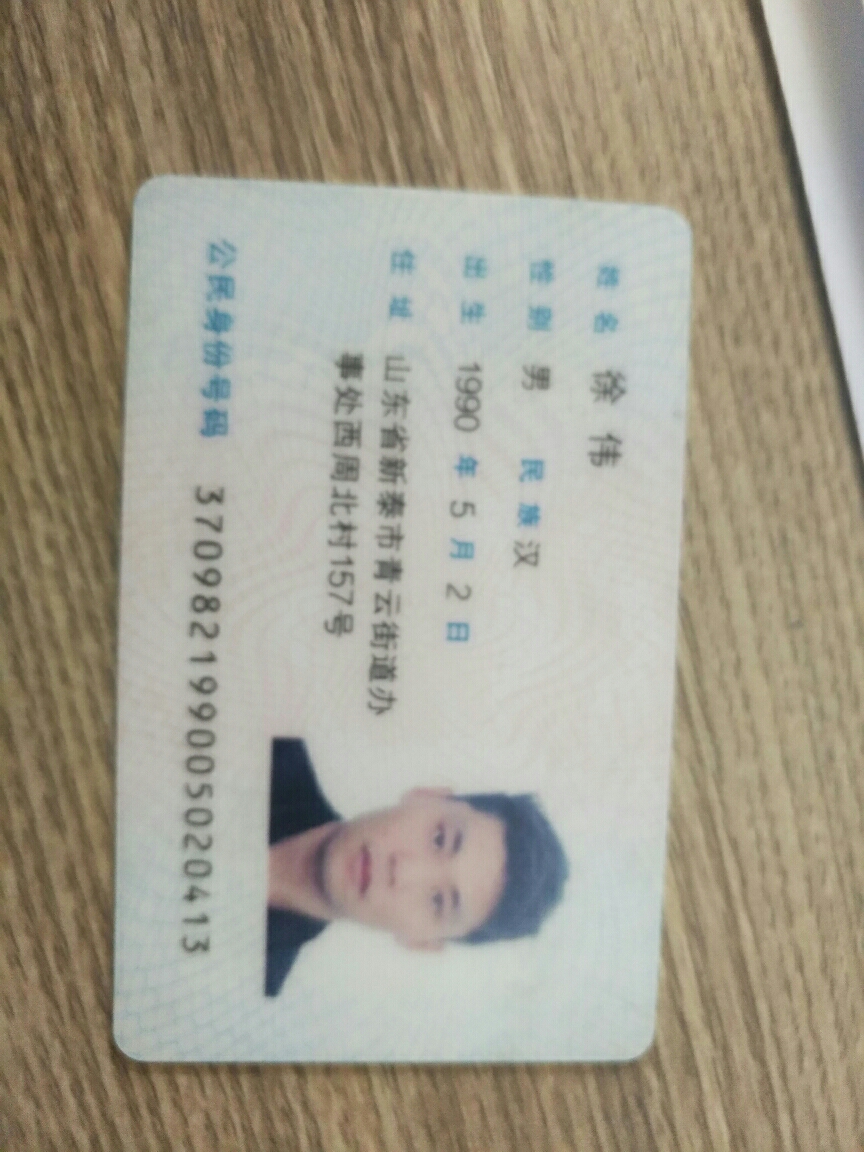 姓名 徐伟
性别 男 民族 汉
出生 1990 年 5 月 2 日
住址 山东省新泰市青云街道办
事处西周北村157号
公民身份号码 370982199005020413